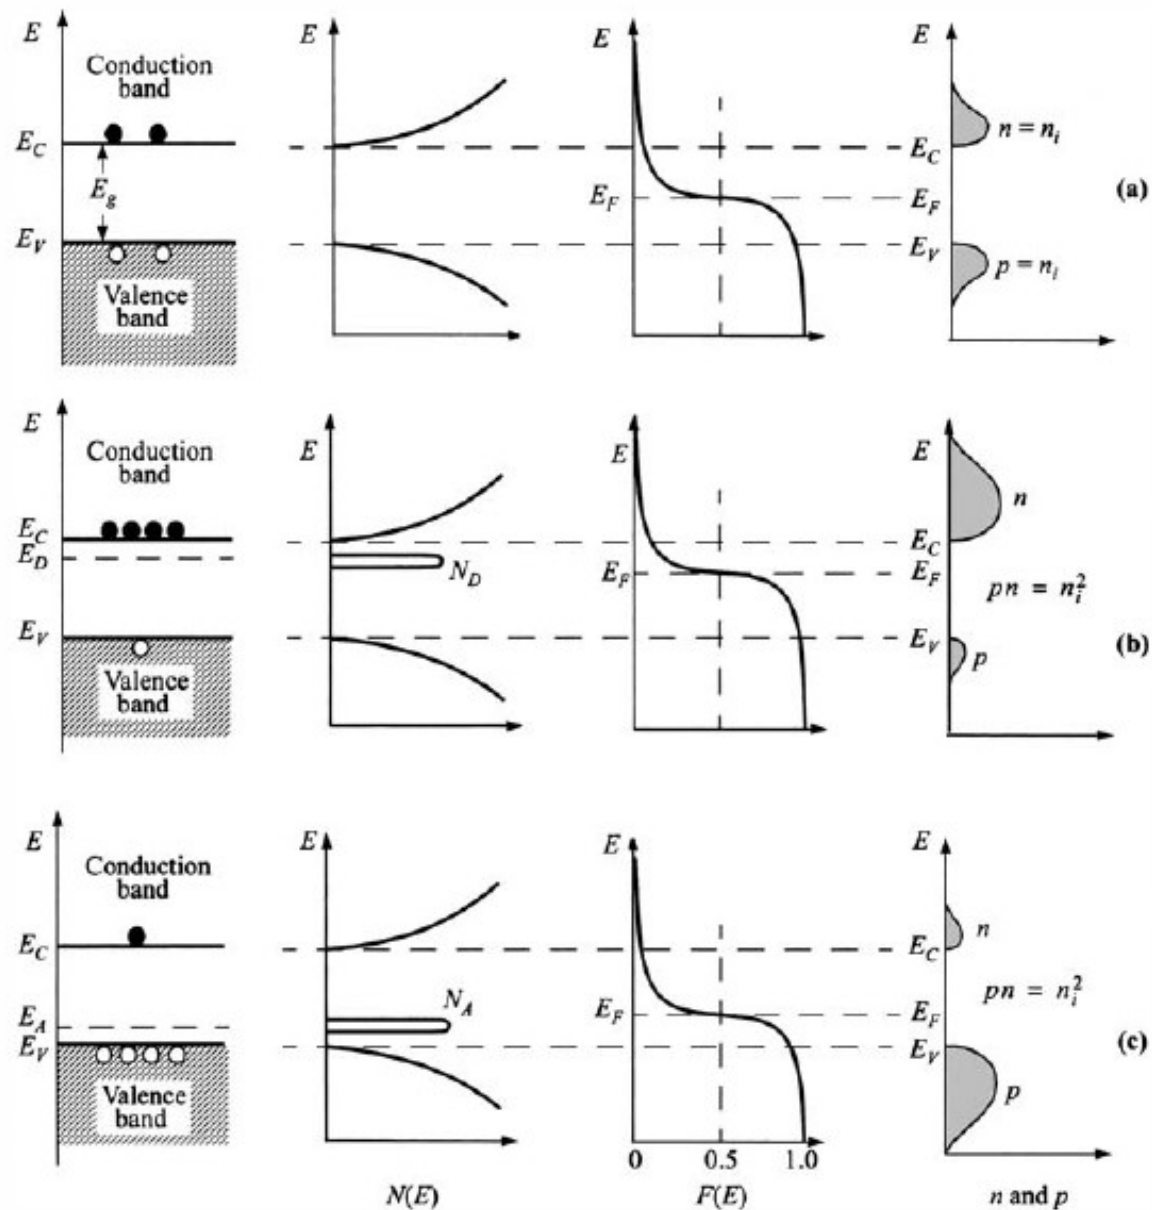 E
Conduction
band
E_C
E_g
E_V
Valence
band
E
E
E_F
E
n = n_i
E_C
E_F
E_V
p = n_i
(a)
E
Conduction
band
E_C
E_D
E_V
Valence
band
E
N_D
E
E_F
E
n
E_C
E_F
pn = n_i^2
E_V
p
(b)
E
Conduction
band
E_C
E_A
E_V
Valence
band
E
N_A
N(E)
E
E_F
0 0.5 1.0
F(E)
E
n
E_C
pn = n_i^2
E_F
E_V
p
(c)
n and p